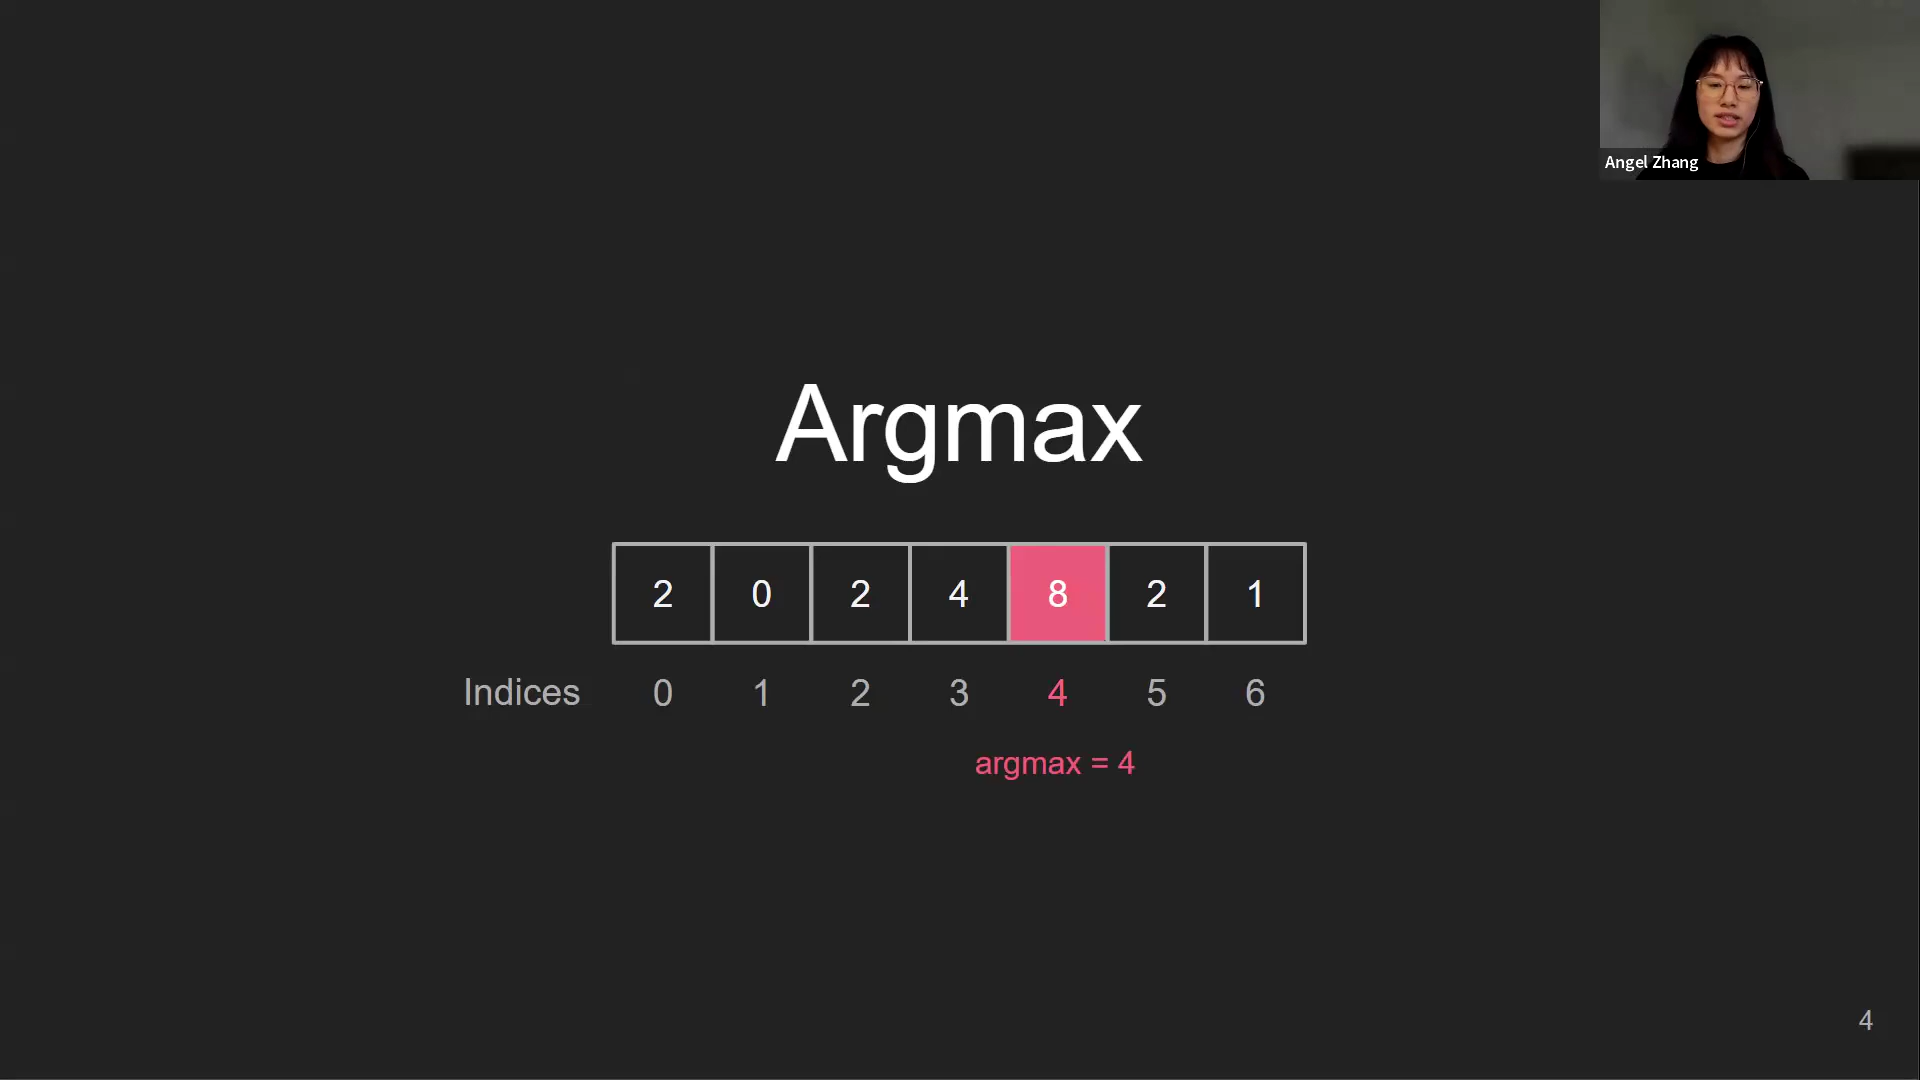 Angel Zhang
Argmax
2 0 2 4 8 2 1
Indices 0 1 2 3 4 5 6
argmax = 4
4